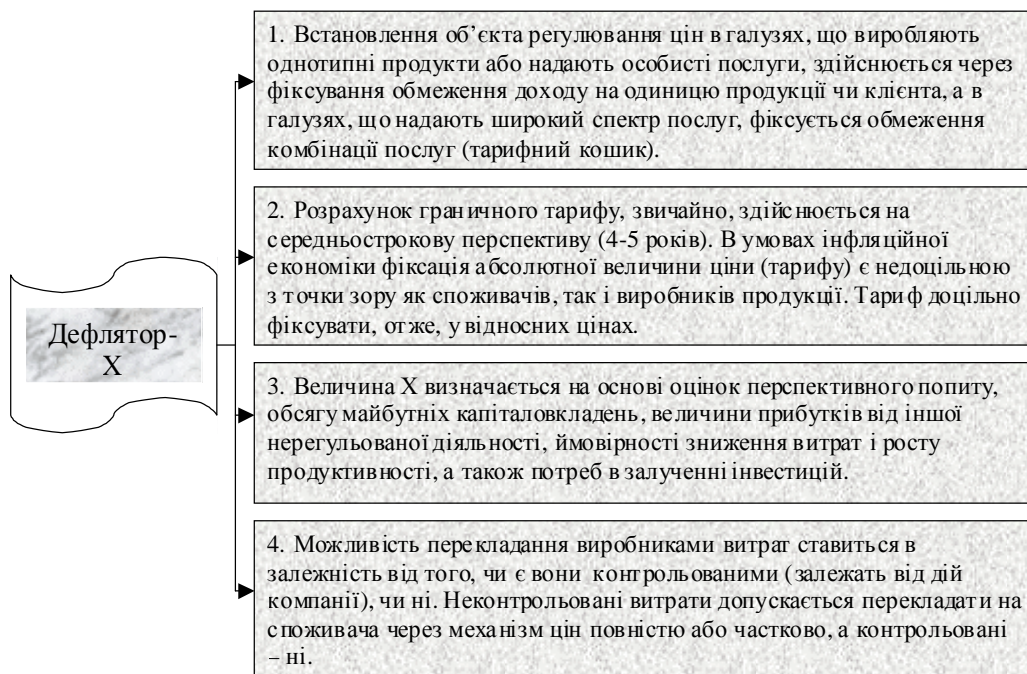 Дефлятор-
Х
1. Встановлення об’єкта регулювання цін в галузях, що виробляють
однотипні продукти або надають особисті послуги, здійснюється через
фіксування обмеження доходу на одиницю продукції чи клієнта, а в
галузях, що надають широкий спектр послуг, фіксується обмеження
комбінації послуг (тарифний кошик).
2. Розрахунок граничного тарифу, звичайно, здійснюється на
середньострокову перспективу (4-5 років). В умовах інфляційної
економіки фіксація абсолютної величини ціни (тарифу) є недоцільною
з точки зору як споживачів, так і виробників продукції. Тариф доцільно
фіксувати, отже, у відносних цінах.
3. Величина Х визначається на основі оцінок перспективного попиту,
обсягу майбутніх капіталовкладень, величини прибутків від іншої
нерегульованої діяльності, ймовірності зниження витрат і росту
продуктивності, а також потреб в залученні інвестицій.
4. Можливість перекладання виробниками витрат ставиться в
залежність від того, чи є вони контрольованими (залежать від дій
компанії), чи ні. Неконтрольовані витрати допускається перекладати на
споживача через механізм цін повністю або частково, а контрольовані
– ні.